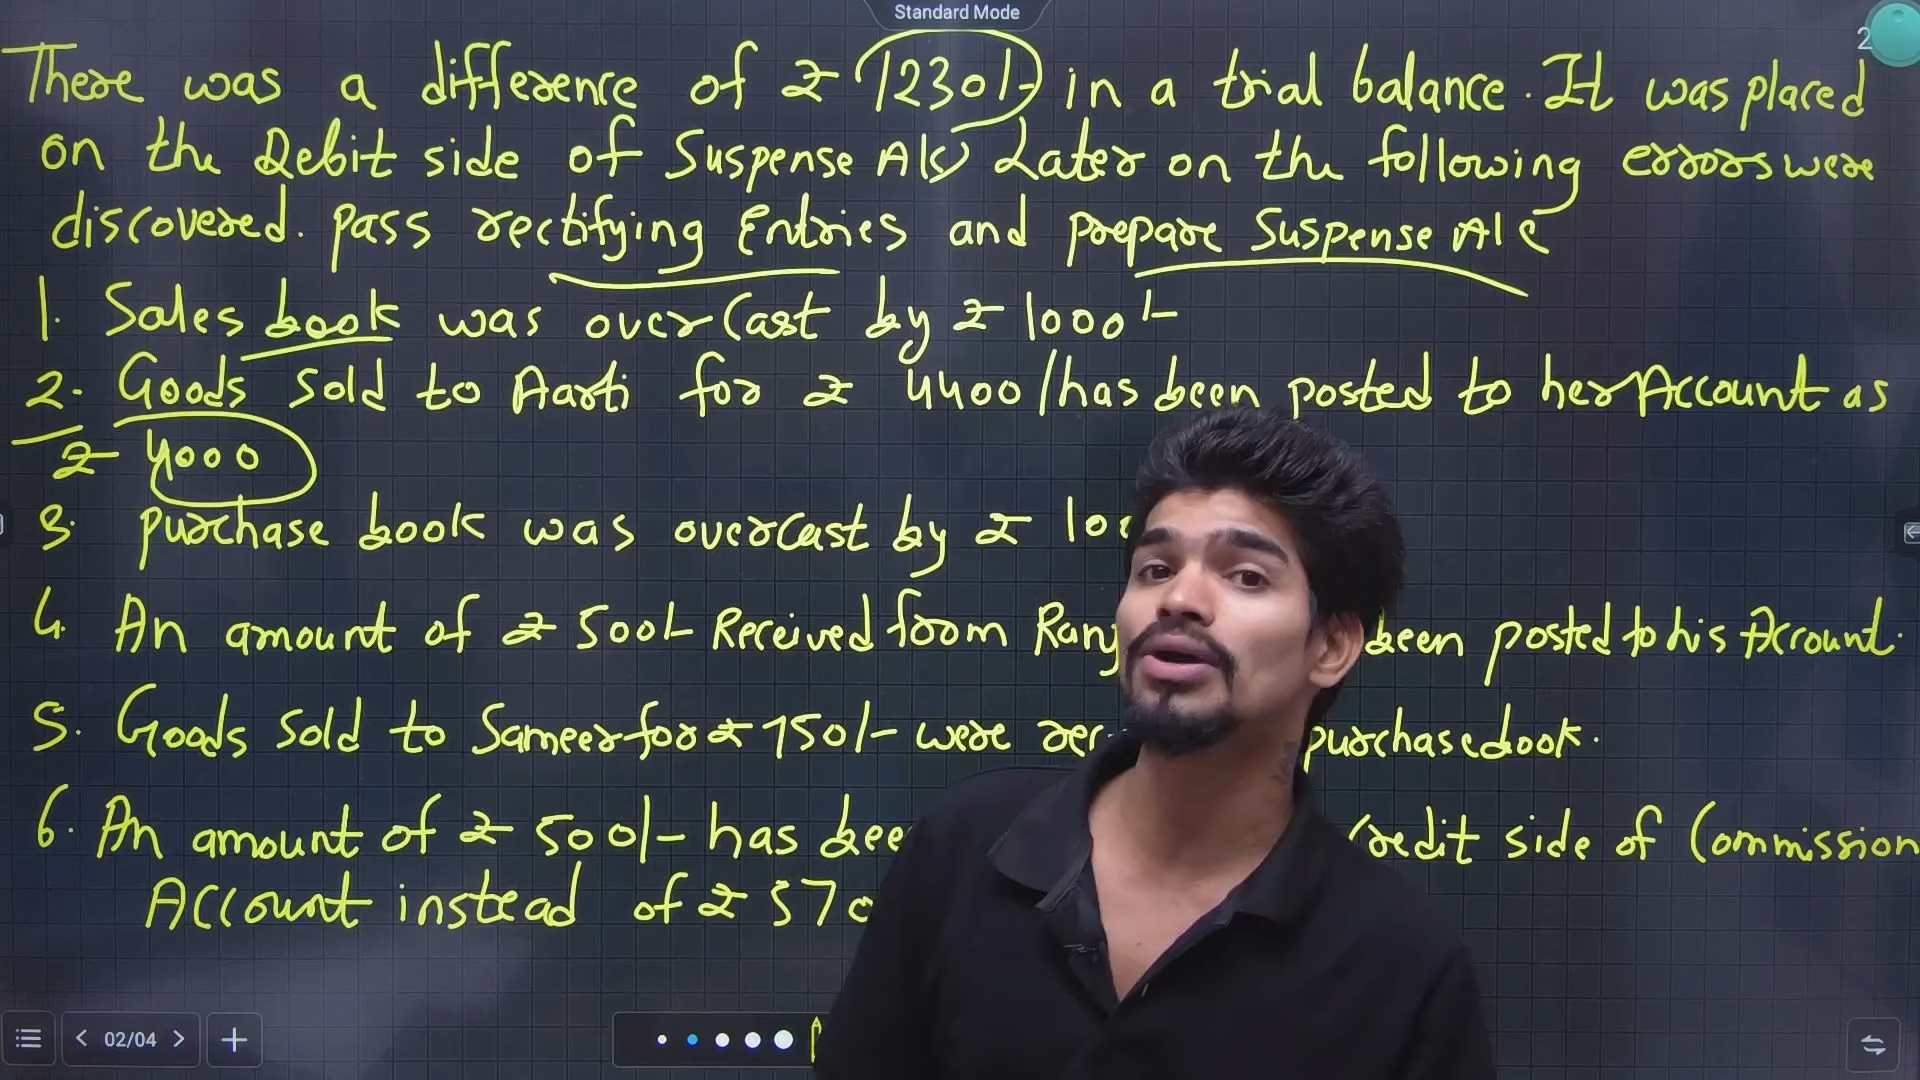 Standard Mode
2
There was a difference of ₹ 1230/- in a trial balance. It was placed
on the Debit side of Suspense A/c, Later on the following errors were
discovered. pass rectifying Entries and prepare Suspense A/C
1. Sales book was overcast by ₹ 1000/-
2. Goods sold to Aarti for ₹ 4400/ has been posted to her Account as
₹ 4000
3. purchase book was overcast by ₹
4. An amount of ₹ 500/- Received from been posted to his Account.
5. Goods sold to Sameer for ₹ 750/- were purchase book.
6. An amount of ₹ 500/- has credit side of Commission
Account instead of ₹
02/04